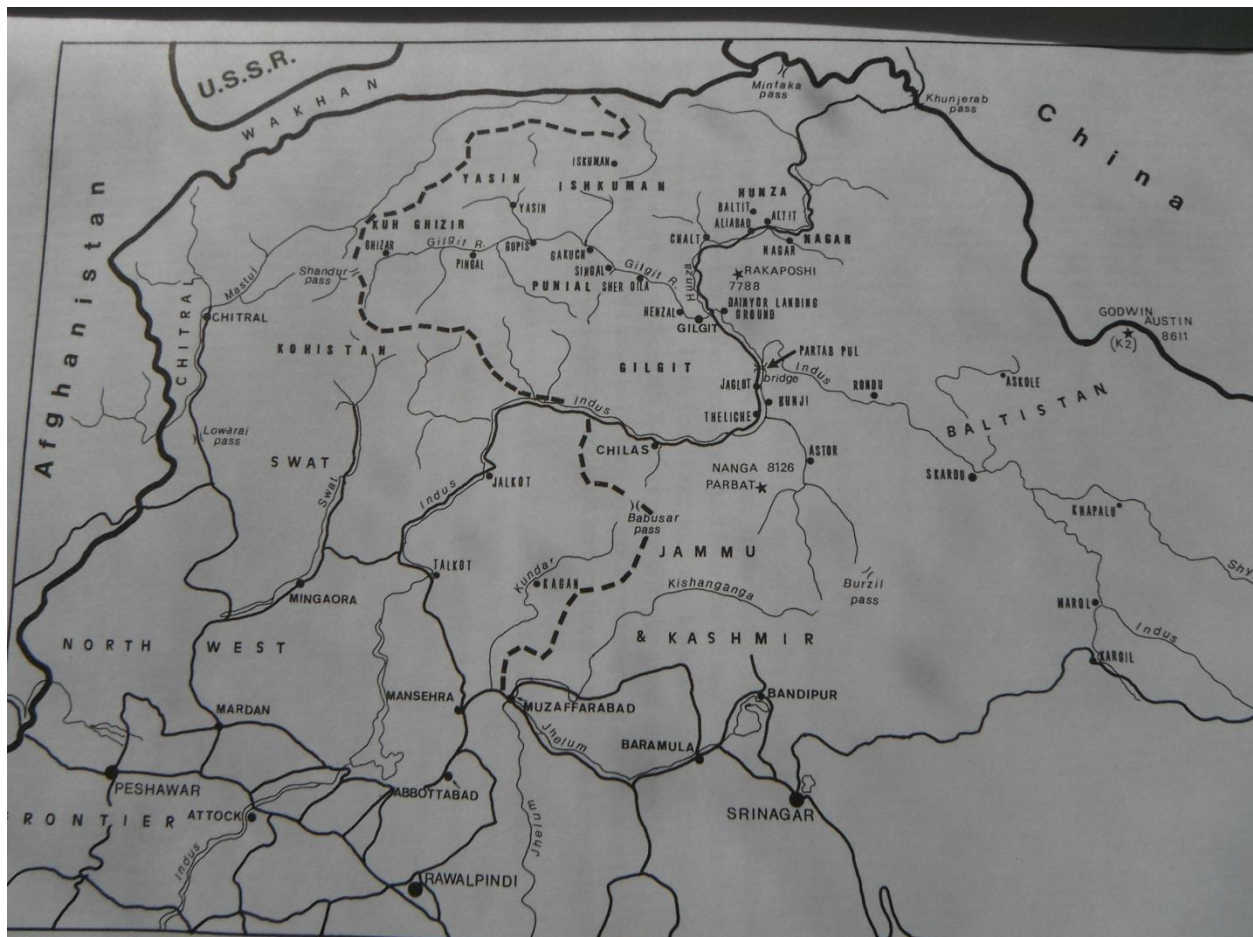 U.S.S.R.
WAKHAN
Mintaka
pass
Khunjerab
pass
China
Afghanistan
ISKUMAN
YASIN
ISHKUMAN
YASIN
HUNZA
BALTIT
ALTIT
ALIABAD
CHALT
NAGAR
NAGAR
KUH GHIZIR
GHIZAR
Gilgit R.
PINGAL
GUPIS
GAKUCH
SINGAL
Gilgit R.
PUNIAL
SHER QILA
Hunza
RAKAPOSHI
7788
Mastuj
Shandur
pass
HENZAL
GILGIT
DAINYOR LANDING
GROUND
CHITRAL
CHITRAL
KOHISTAN
GILGIT
PARTAB PUL
bridge
Indus
GODWIN
AUSTIN
8611
(K2)
JAGLOT
BUNJI
THELICHE
RONDU
ASKOLE
BALTISTAN
Lowarai
pass
Indus
CHILAS
ASTOR
NANGA 8126
PARBAT
SKARDU
SWAT
Swat
Indus
JALKOT
Babusar
pass
KHAPALU
Shy
TALKOT
Kundar
KAGAN
JAMMU
Kishanganga
Burzil
pass
MINGAORA
MAROL
Indus
NORTH WEST
& KASHMIR
KARGIL
MANSEHRA
MUZAFFARABAD
BANDIPUR
MARDAN
Jhelum
BARAMULA
PESHAWAR
ABBOTTABAD
SRINAGAR
RONTIER
ATTOCK
Jhelum
Indus
RAWALPINDI